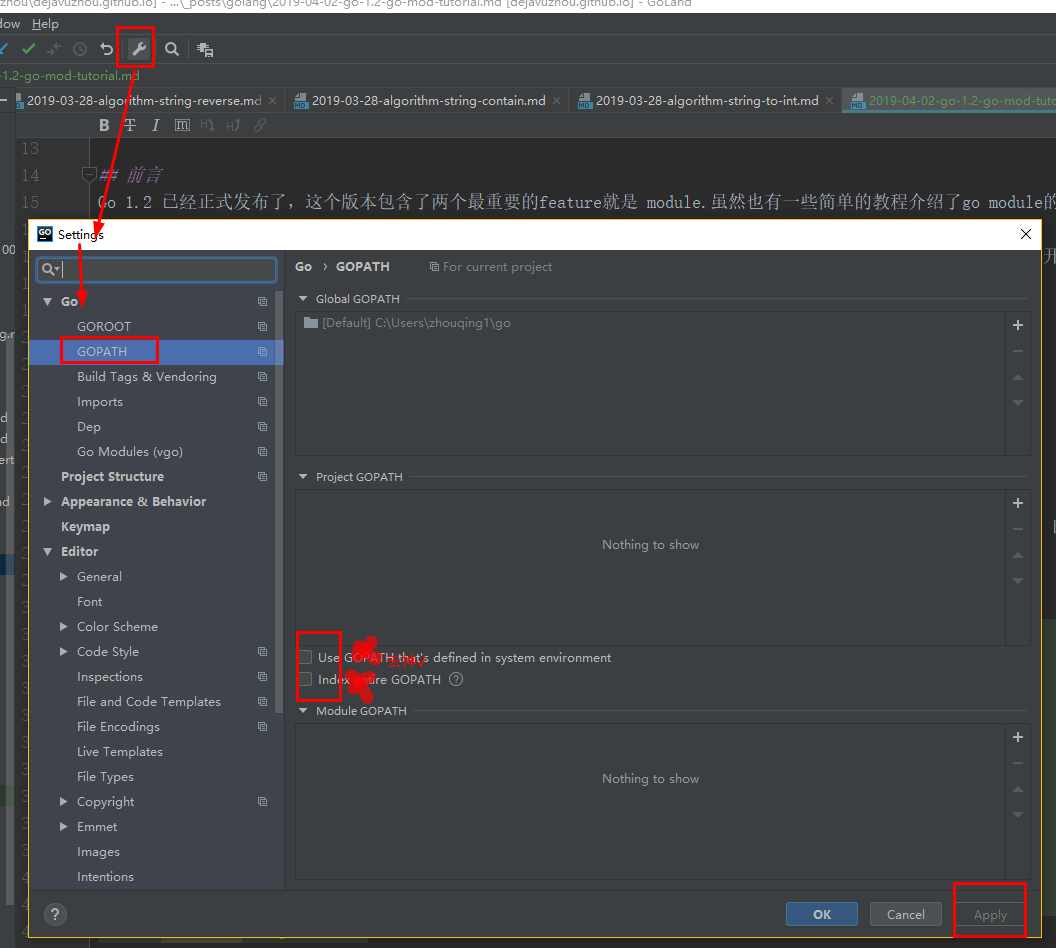 zhou\dejavuzhou.github.io] - ...\_posts\golang\2019-04-02-go-1.2-go-mod-tutorial.md [dejavuzhou.github.io] - GoLand
dow Help
-1.2-go-mod-tutorial.md
2019-03-28-algorithm-string-reverse.md
2019-03-28-algorithm-string-contain.md
2019-03-28-algorithm-string-to-int.md
2019-04-02-go-1.2-go-mod-tuto
B T I m H H
13
14 ## 前言
15 Go 1.2 已经正式发布了，这个版本包含了两个最重要的feature就是 module.虽然也有一些简单的教程介绍了go module的
GO Settings
开
Go
GOROOT
GOPATH
Build Tags & Vendoring
Imports
Dep
Go Modules (vgo)
Project Structure
Appearance & Behavior
Keymap
Editor
General
Font
Color Scheme
Code Style
Inspections
File and Code Templates
File Encodings
Live Templates
File Types
Copyright
Emmet
Images
Intentions
Go › GOPATH
For current project
Global GOPATH
[Default] C:\Users\zhouqing1\go
Project GOPATH
Nothing to show
Use GOPATH that's defined in system environment
Index entire GOPATH ?
Module GOPATH
Nothing to show
?
OK
Cancel
Apply